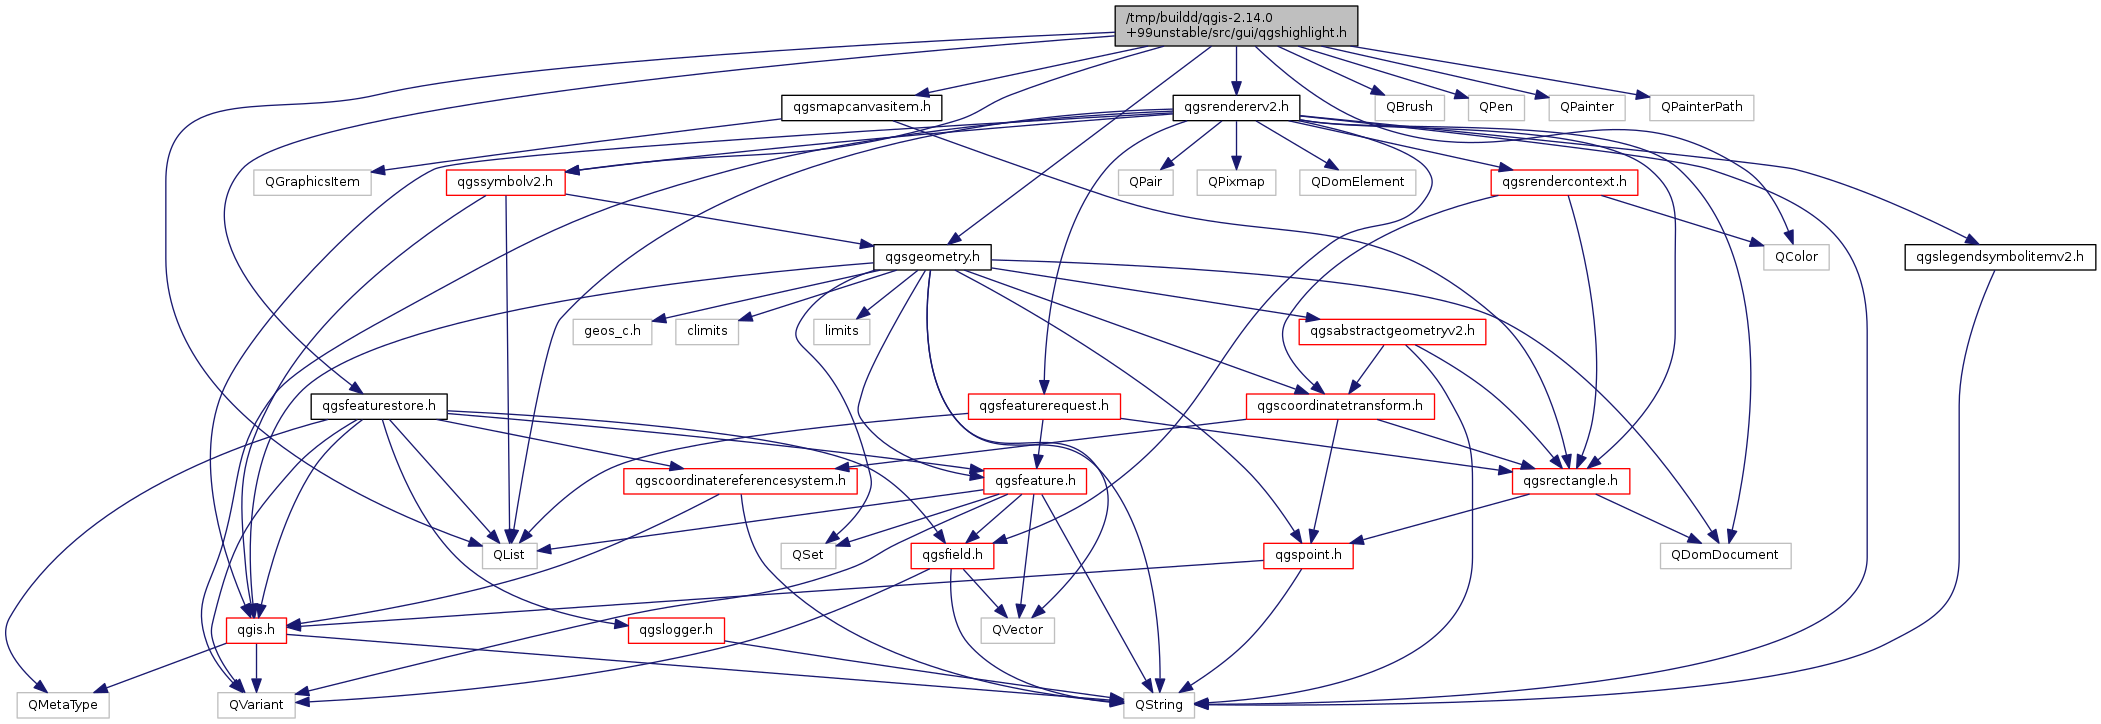 /tmp/buildd/qgis-2.14.0
+99unstable/src/gui/qgshighlight.h
qgsmapcanvasitem.h
qgsrendererv2.h
QBrush
QPen
QPainter
QPainterPath
QGraphicsItem
qgssymbolv2.h
QPair
QPixmap
QDomElement
qgsrendercontext.h
qgsgeometry.h
QColor
qgslegendsymbolitemv2.h
geos_c.h
climits
limits
qgsabstractgeometryv2.h
qgsfeaturestore.h
qgsfeaturerequest.h
qgscoordinatetransform.h
qgscoordinatereferencesystem.h
qgsfeature.h
qgsrectangle.h
QList
QSet
qgsfield.h
qgspoint.h
QDomDocument
qgis.h
qgslogger.h
QVector
QMetaType
QVariant
QString